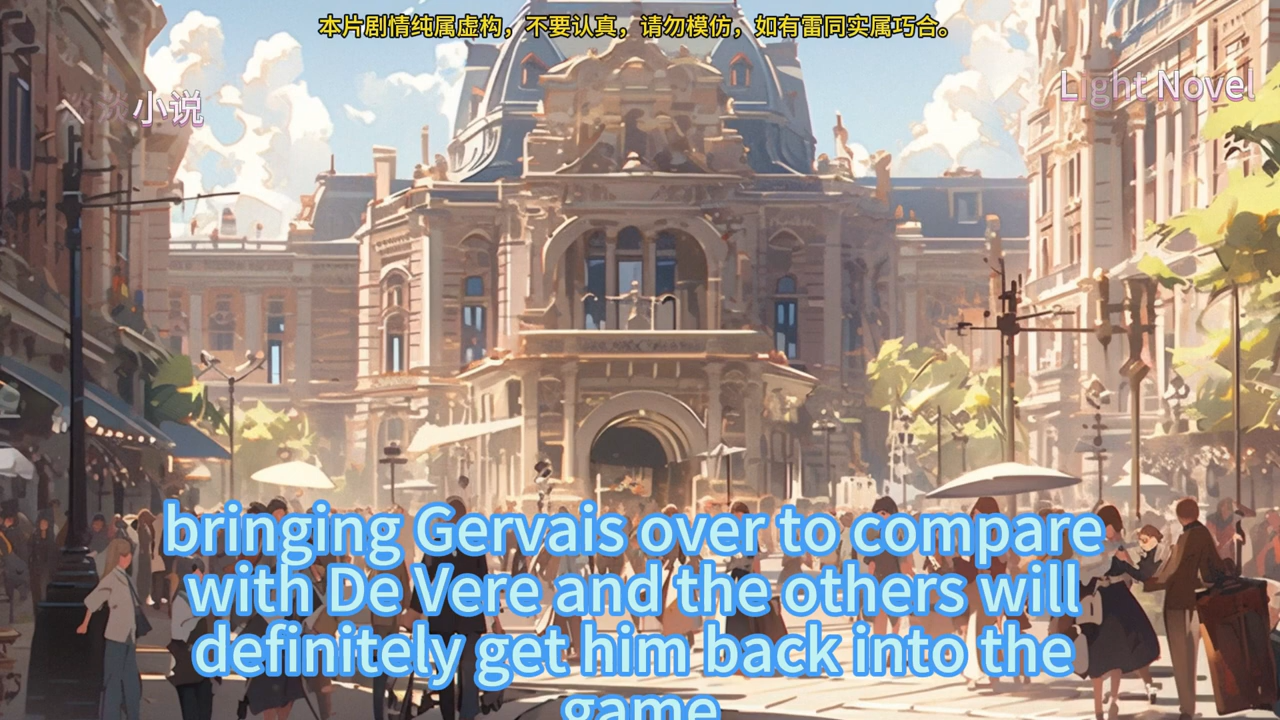 本片剧情纯属虚构，不要认真，请勿模仿，如有雷同实属巧合。
Light Novel
淡淡小说
bringing Gervais over to compare
with De Vere and the others will
definitely get him back into the
game